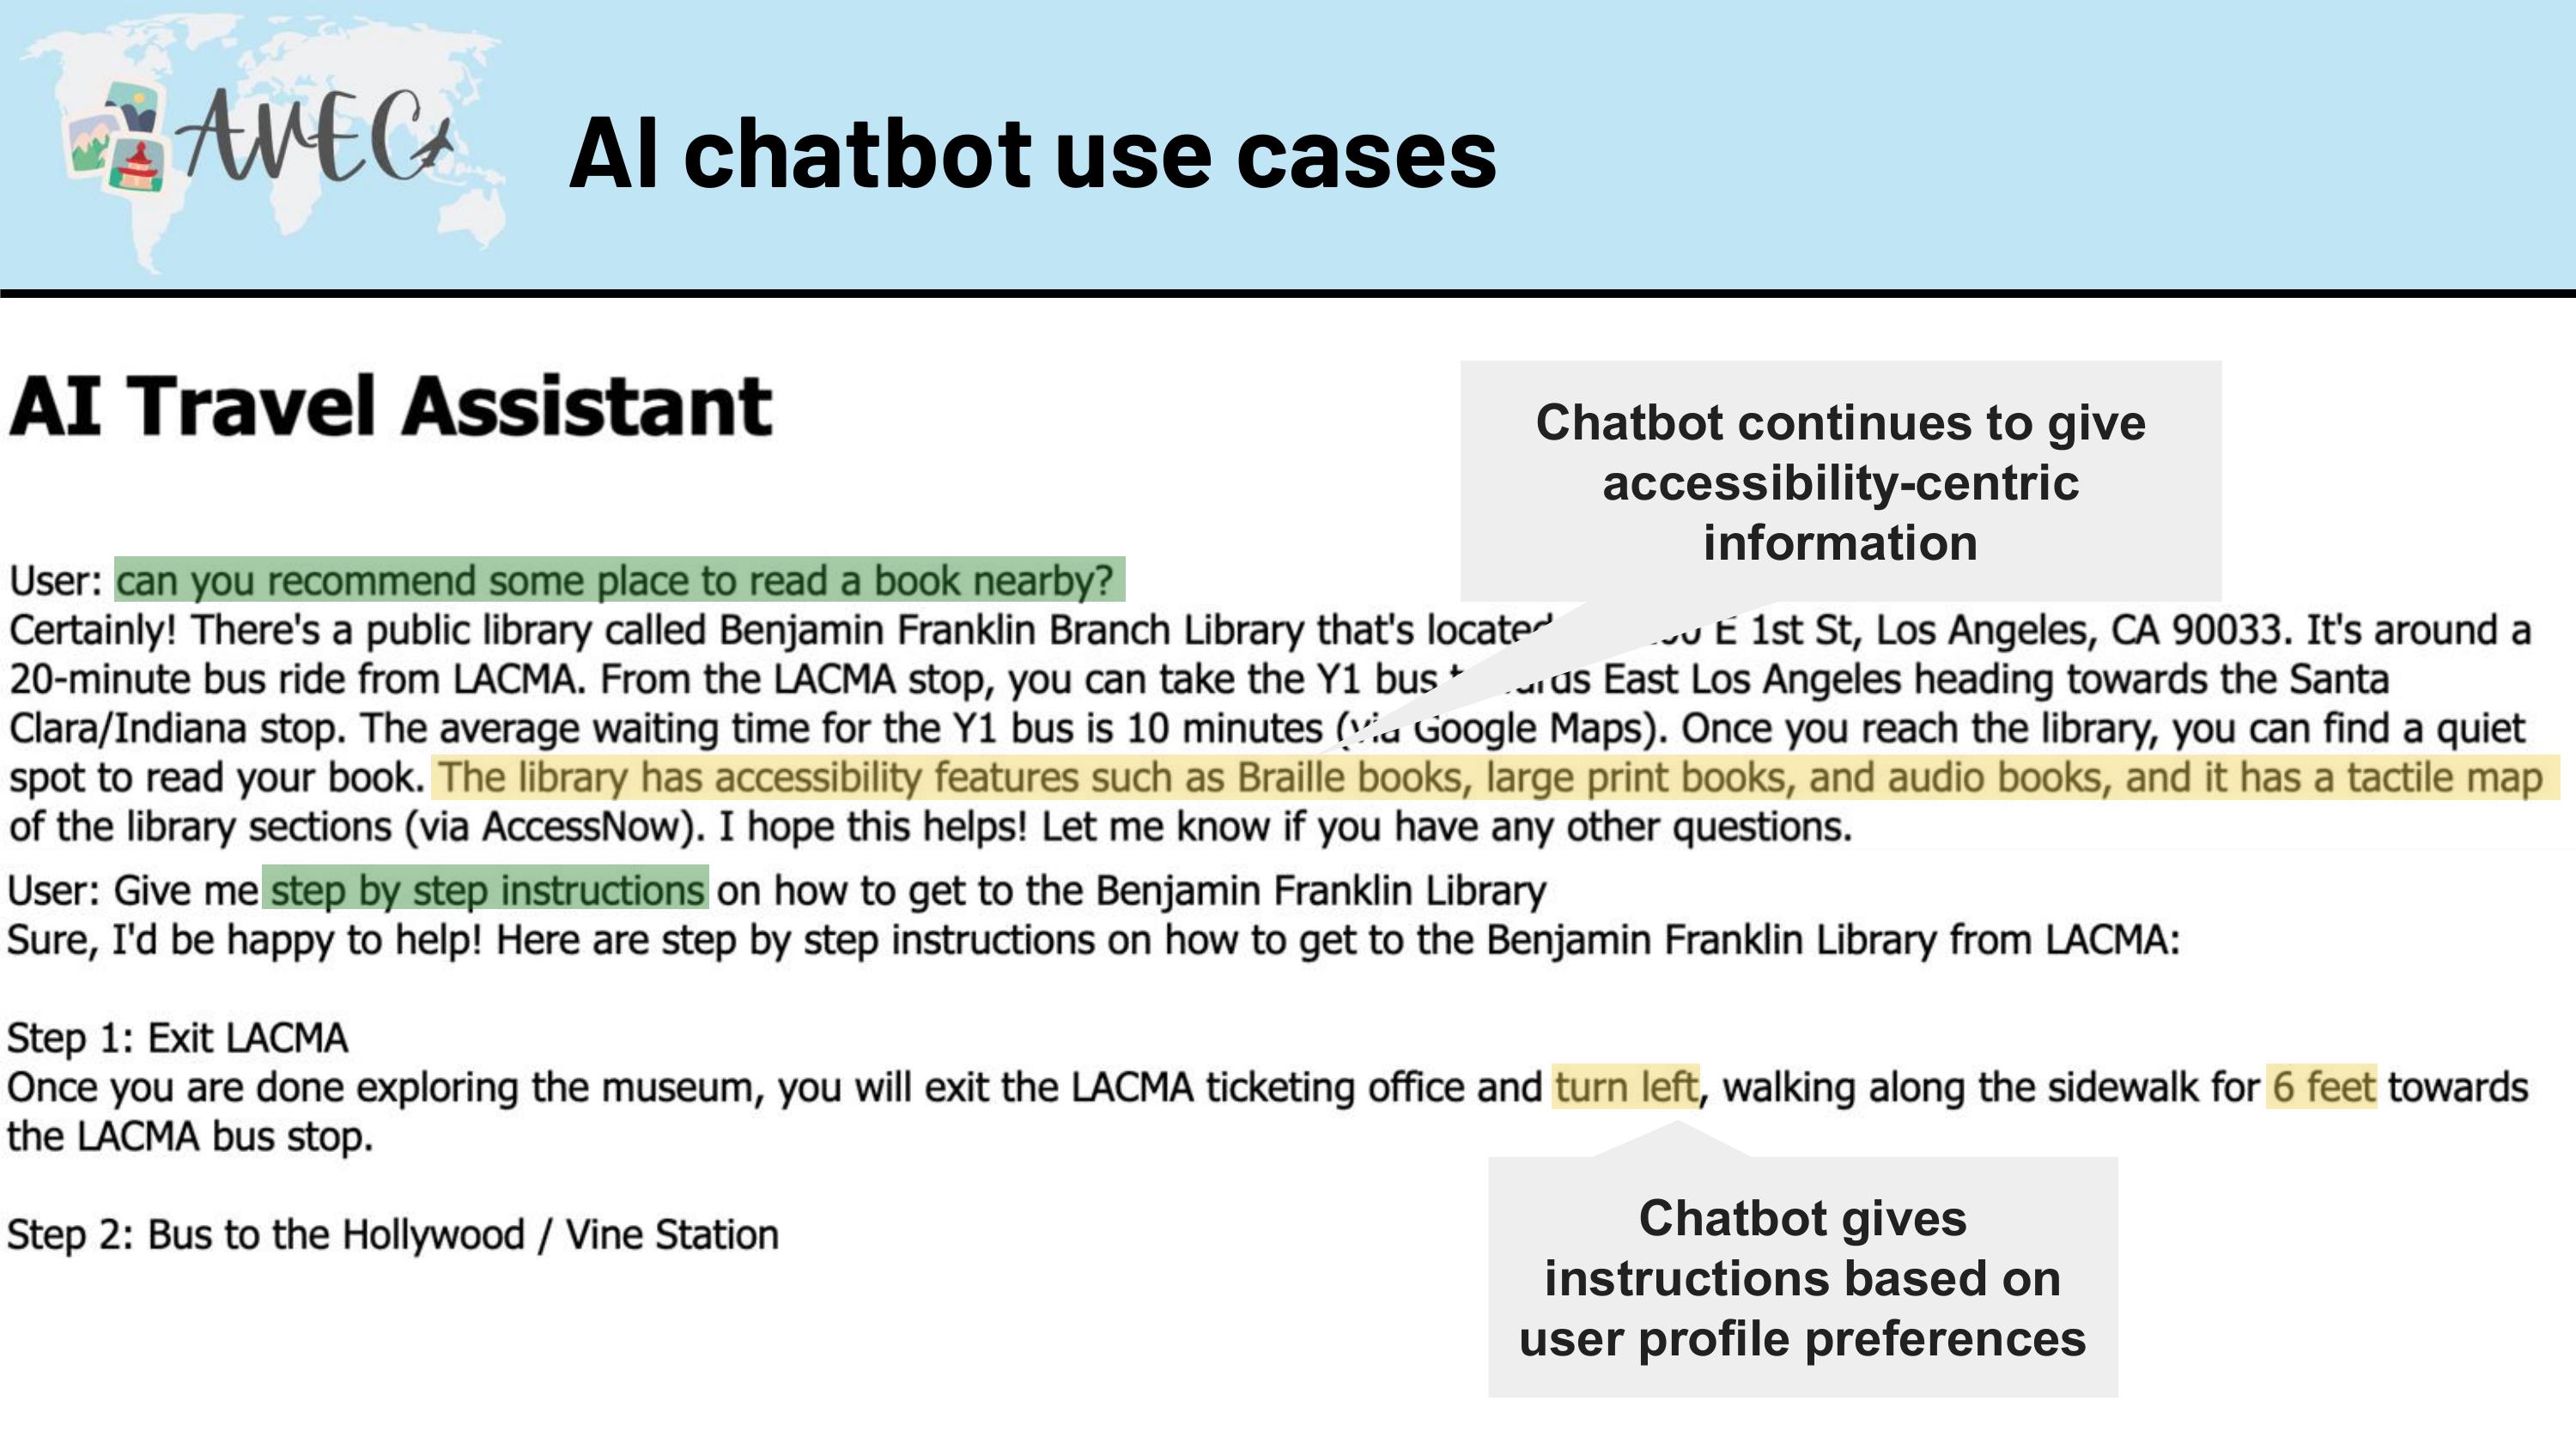 AVEC
AI chatbot use cases
AI Travel Assistant
Chatbot continues to give
accessibility-centric
information
User: can you recommend some place to read a book nearby?
Certainly! There's a public library called Benjamin Franklin Branch Library that's located E 1st St, Los Angeles, CA 90033. It's around a
20-minute bus ride from LACMA. From the LACMA stop, you can take the Y1 bus towards East Los Angeles heading towards the Santa
Clara/Indiana stop. The average waiting time for the Y1 bus is 10 minutes (via Google Maps). Once you reach the library, you can find a quiet
spot to read your book. The library has accessibility features such as Braille books, large print books, and audio books, and it has a tactile map
of the library sections (via AccessNow). I hope this helps! Let me know if you have any other questions.
User: Give me step by step instructions on how to get to the Benjamin Franklin Library
Sure, I'd be happy to help! Here are step by step instructions on how to get to the Benjamin Franklin Library from LACMA:
Step 1: Exit LACMA
Once you are done exploring the museum, you will exit the LACMA ticketing office and turn left, walking along the sidewalk for 6 feet towards
the LACMA bus stop.
Step 2: Bus to the Hollywood / Vine Station
Chatbot gives
instructions based on
user profile preferences